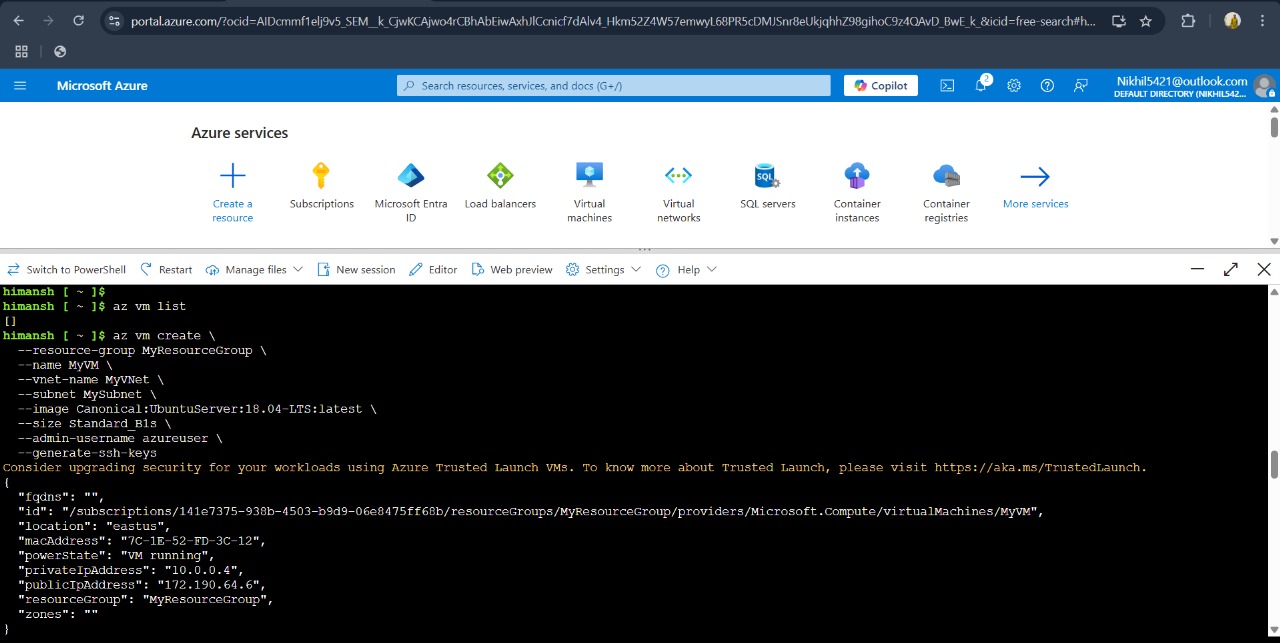 portal.azure.com/?ocid=AIDcmmf1elj9v5_SEM__k_CjwKCAjwo4rCBhAbEiwAxhJlCcnicf7dAlv4_Hkm52Z4W57emwyL68PR5cDMJSnr8eUkjqhhZ98gihoC9z4QAvD_BwE_k_&icid=free-search#h...
Microsoft Azure
Search resources, services, and docs (G+/)
Copilot
2
Nikhil5421@outlook.com
DEFAULT DIRECTORY (NIKHIL542...
Azure services
Create a resource
Subscriptions
Microsoft Entra ID
Load balancers
Virtual machines
Virtual networks
SQL
SQL servers
Container instances
Container registries
More services
Switch to PowerShell
Restart
Manage files
New session
Editor
Web preview
Settings
Help
himansh [ ~ ]$
himansh [ ~ ]$ az vm list
[]
himansh [ ~ ]$ az vm create \
--resource-group MyResourceGroup \
--name MyVM \
--vnet-name MyVNet \
--subnet MySubnet \
--image Canonical:UbuntuServer:18.04-LTS:latest \
--size Standard_B1s \
--admin-username azureuser \
--generate-ssh-keys
Consider upgrading security for your workloads using Azure Trusted Launch VMs. To know more about Trusted Launch, please visit https://aka.ms/TrustedLaunch.
{
"fqdns": "",
"id": "/subscriptions/141e7375-938b-4503-b9d9-06e8475ff68b/resourceGroups/MyResourceGroup/providers/Microsoft.Compute/virtualMachines/MyVM",
"location": "eastus",
"macAddress": "7C-1E-52-FD-3C-12",
"powerState": "VM running",
"privateIpAddress": "10.0.0.4",
"publicIpAddress": "172.190.64.6",
"resourceGroup": "MyResourceGroup",
"zones": ""
}